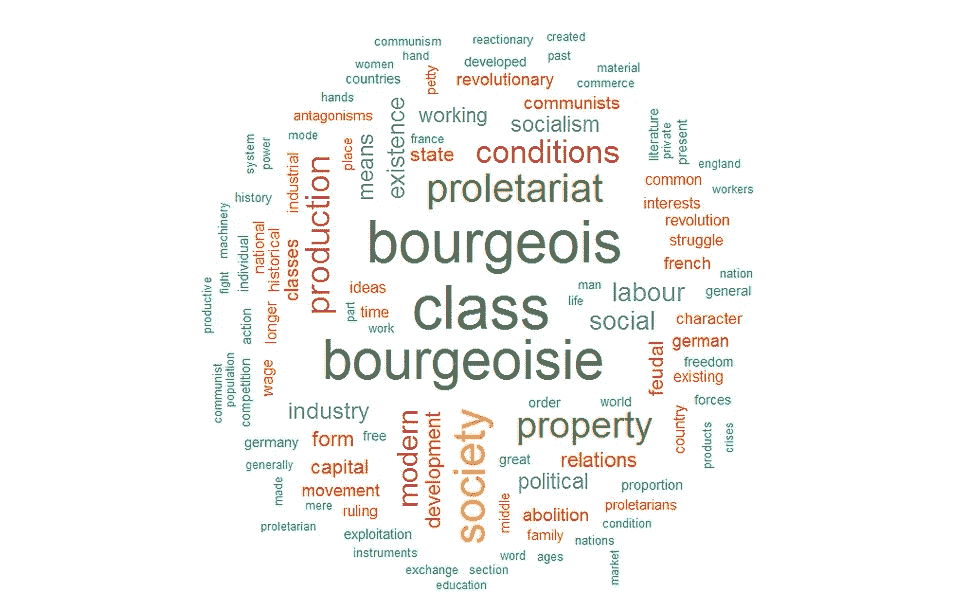 communism
reactionary
created
hand
past
women
developed
material
countries
petty
revolutionary
commerce
hands
communists
antagonisms
existence
working
socialism
literature
private
present
mode
france
system
power
place
means
state
conditions
england
industrial
production
proletariat
common
workers
history
interests
machinery
individual
national
historical
classes
bourgeois
revolution
struggle
french
nation
productive
fight
ideas
man
life
labour
general
action
longer
part
time
work
class
social
character
german
communist
population
competition
wage
bourgeoisie
feudal
freedom
existing
industry
order
world
forces
modern
development
society
property
country
products
crises
germany
form
free
generally
capital
great
relations
made
movement
political
proportion
mere
ruling
middle
abolition
proletarians
proletarian
exploitation
family
condition
instruments
nations
word
ages
market
exchange
section
education